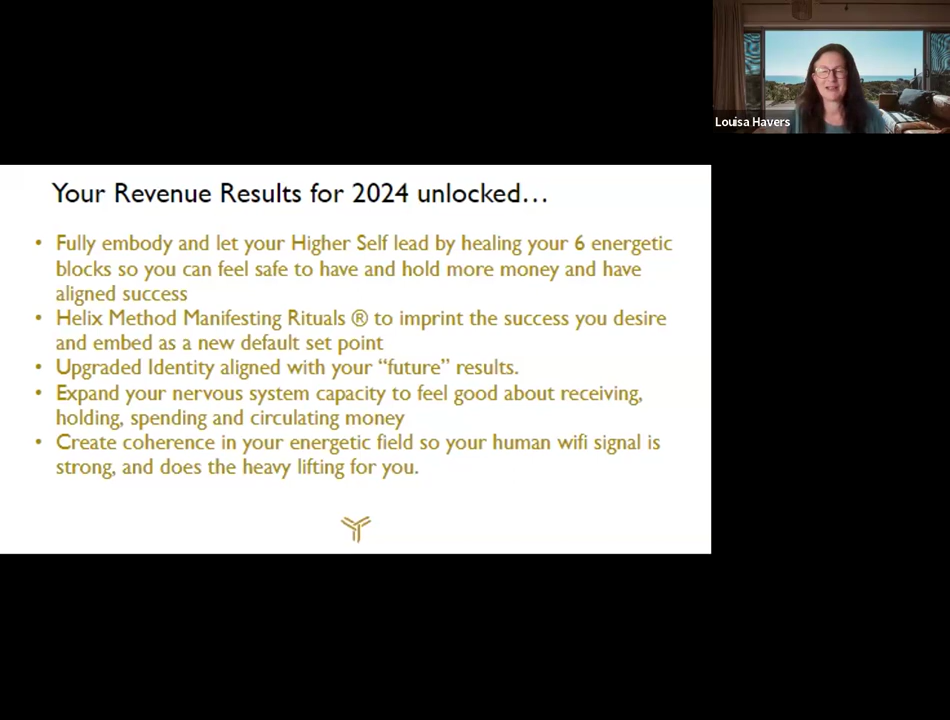 Louisa Havers
Your Revenue Results for 2024 unlocked…
• Fully embody and let your Higher Self lead by healing your 6 energetic
blocks so you can feel safe to have and hold more money and have
aligned success
• Helix Method Manifesting Rituals ® to imprint the success you desire
and embed as a new default set point
• Upgraded Identity aligned with your “future” results.
• Expand your nervous system capacity to feel good about receiving,
holding, spending and circulating money
• Create coherence in your energetic field so your human wifi signal is
strong, and does the heavy lifting for you.